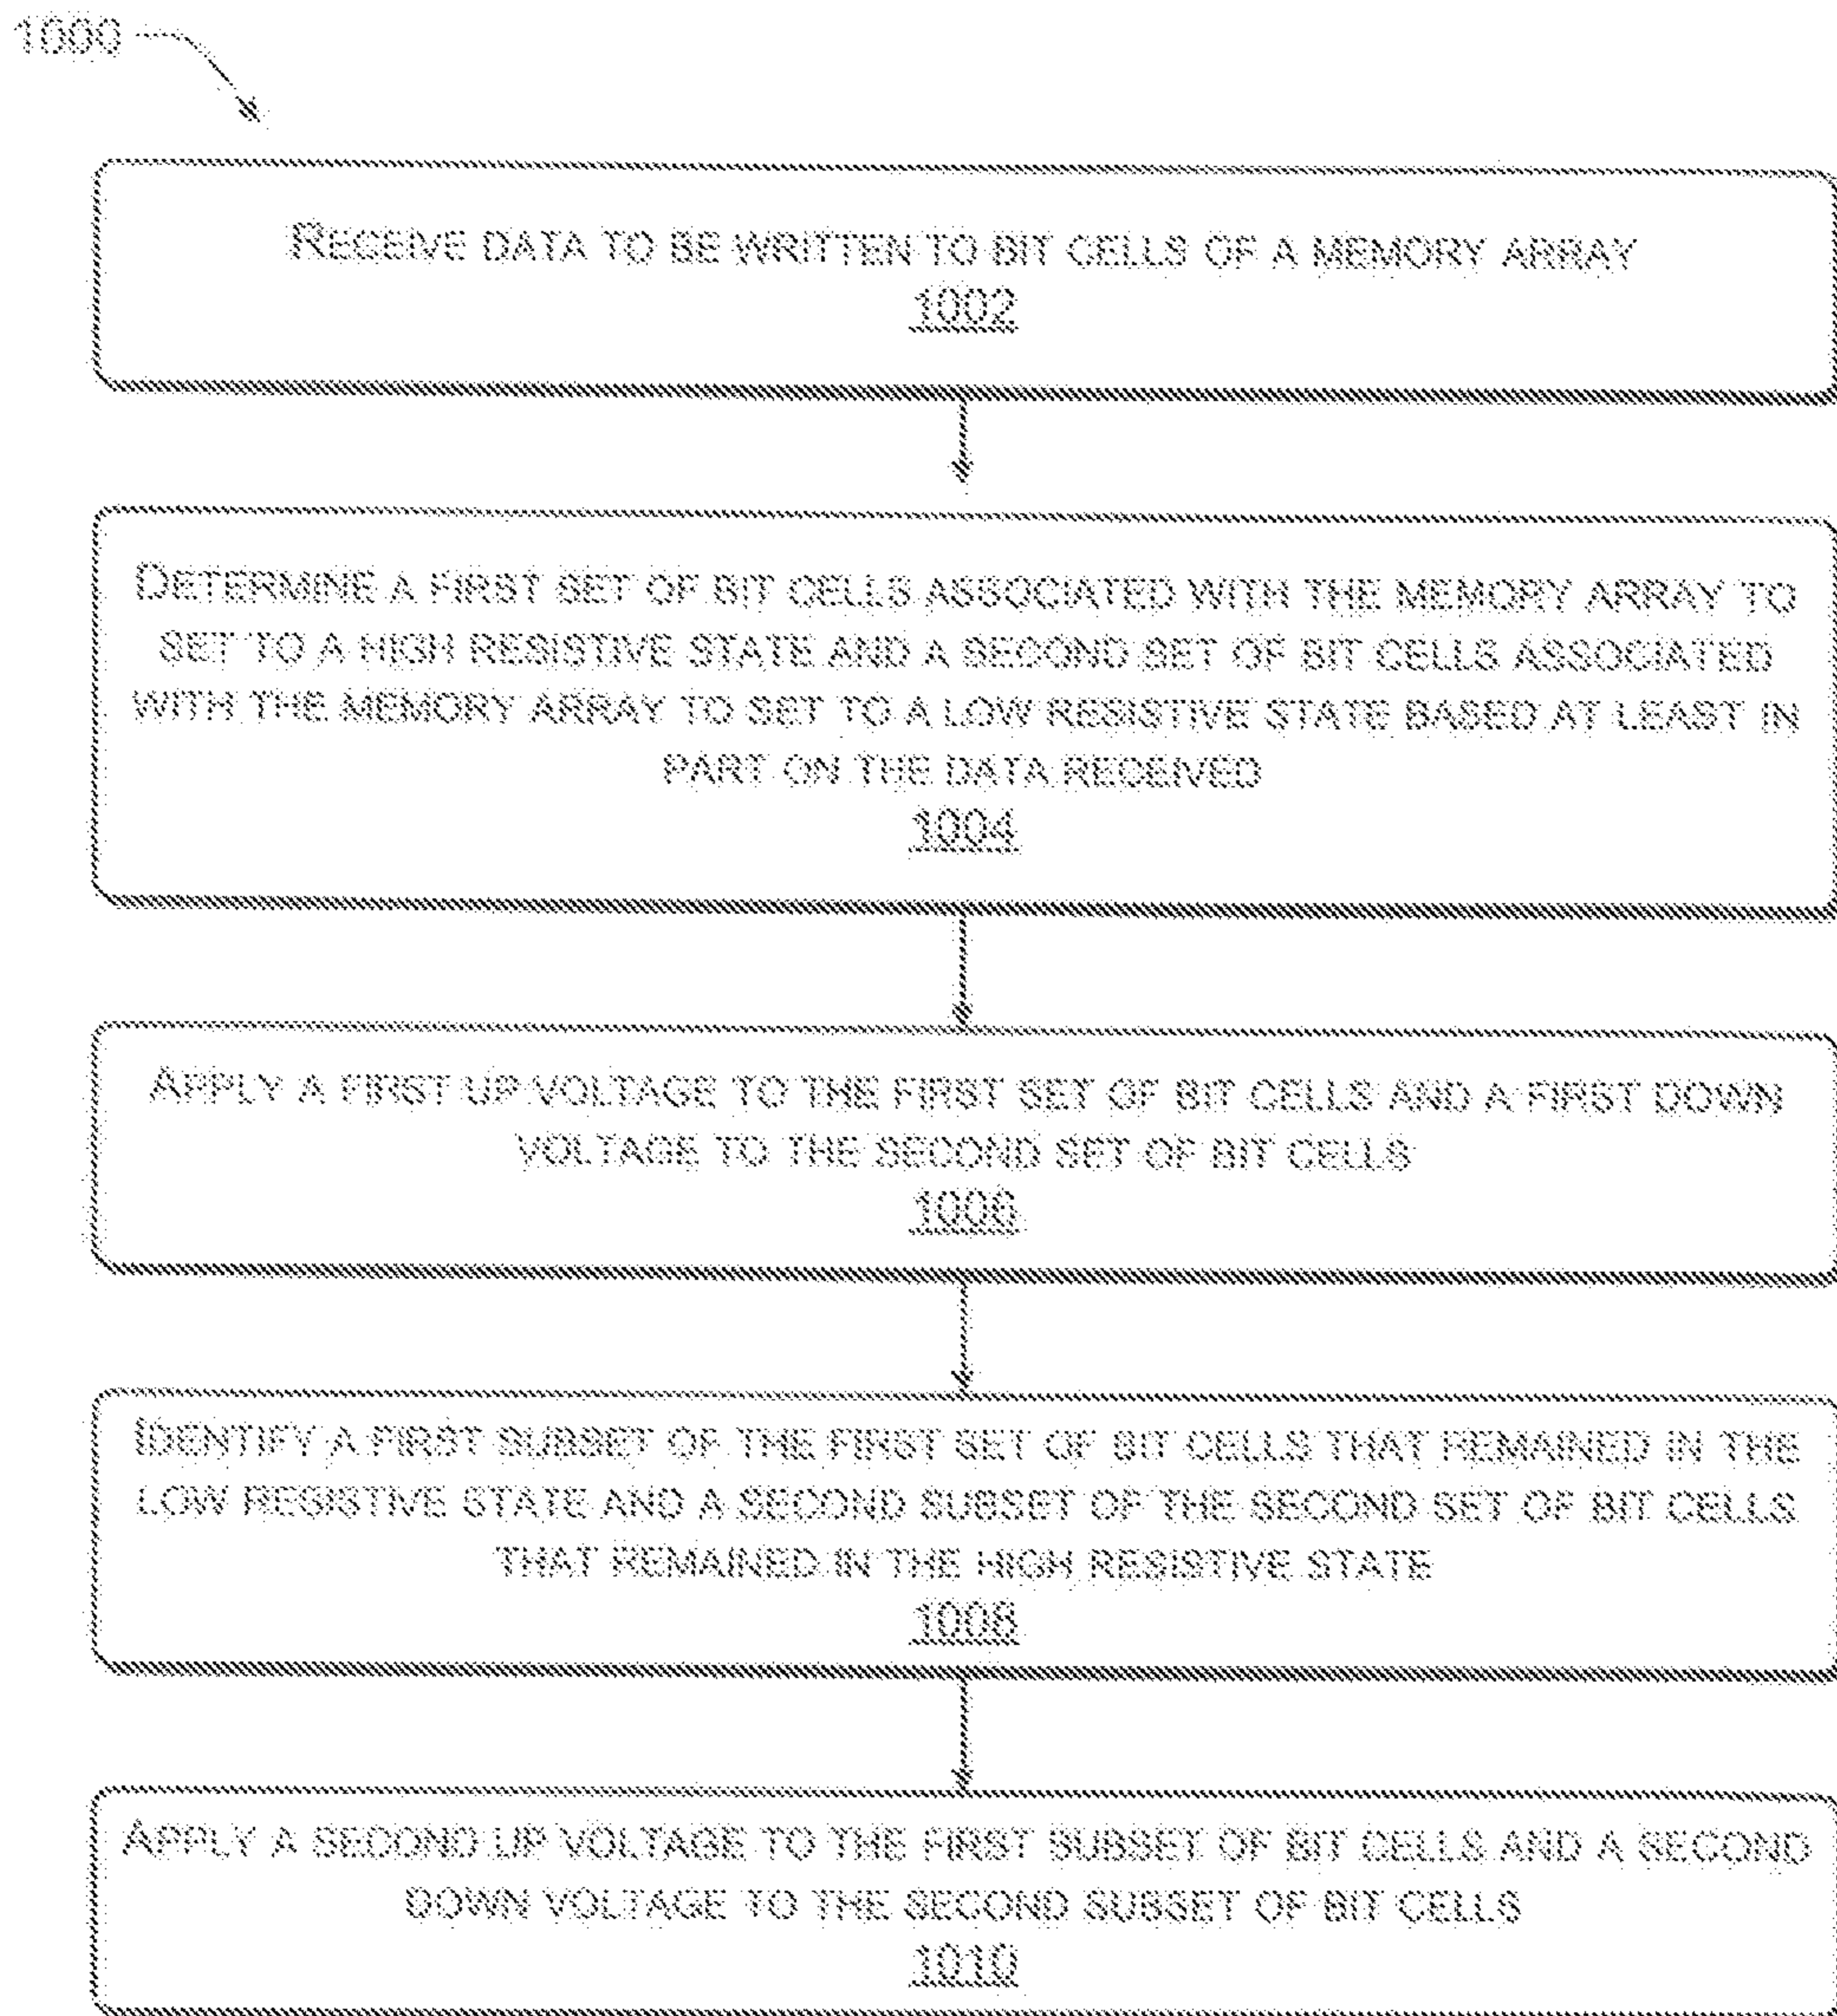 1000
RECEIVE DATA TO BE WRITTEN TO BIT CELLS OF A MEMORY ARRAY
1002
DETERMINE A FIRST SET OF BIT CELLS ASSOCIATED WITH THE MEMORY ARRAY TO
SET TO A HIGH RESISTIVE STATE AND A SECOND SET OF BIT CELLS ASSOCIATED
WITH THE MEMORY ARRAY TO SET TO A LOW RESISTIVE STATE BASED AT LEAST IN
PART ON THE DATA RECEIVED
1004
APPLY A FIRST UP VOLTAGE TO THE FIRST SET OF BIT CELLS AND A FIRST DOWN
VOLTAGE TO THE SECOND SET OF BIT CELLS
1006
IDENTIFY A FIRST SUBSET OF THE FIRST SET OF BIT CELLS THAT REMAINED IN THE
LOW RESISTIVE STATE AND A SECOND SUBSET OF THE SECOND SET OF BIT CELLS
THAT REMAINED IN THE HIGH RESISTIVE STATE
1008
APPLY A SECOND UP VOLTAGE TO THE FIRST SUBSET OF BIT CELLS AND A SECOND
DOWN VOLTAGE TO THE SECOND SUBSET OF BIT CELLS
1010